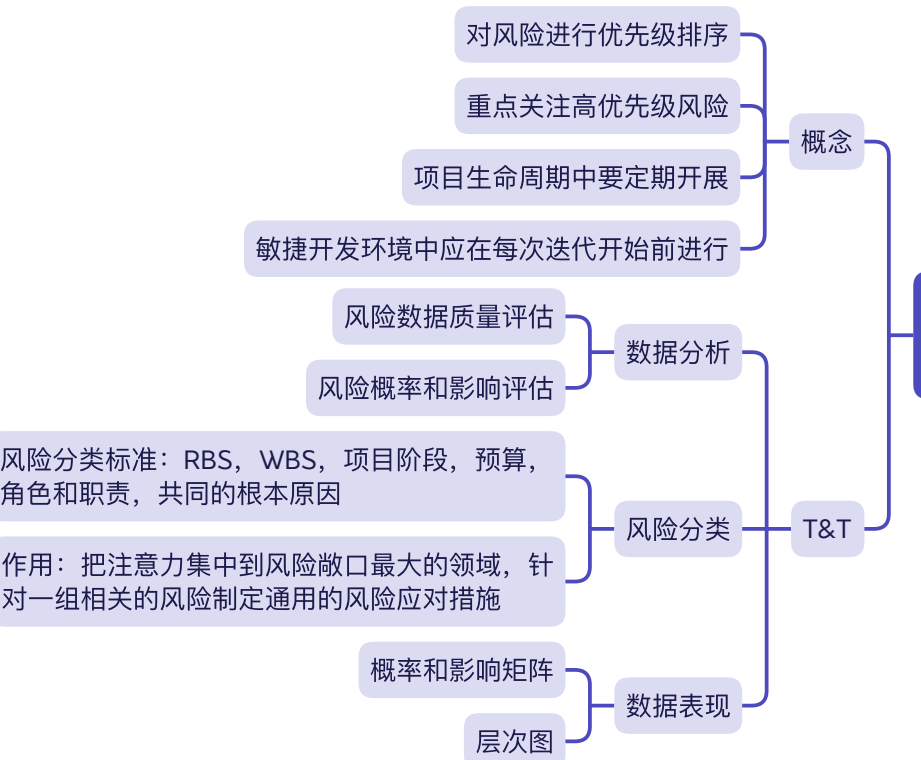 对风险进行优先级排序
重点关注高优先级风险
概念
项目生命周期中要定期开展
敏捷开发环境中应在每次迭代开始前进行
风险数据质量评估
数据分析
风险概率和影响评估
风险分类标准：RBS，WBS，项目阶段，预算，
角色和职责，共同的根本原因
风险分类
T&T
作用：把注意力集中到风险敞口最大的领域，针
对一组相关的风险制定通用的风险应对措施
概率和影响矩阵
数据表现
层次图